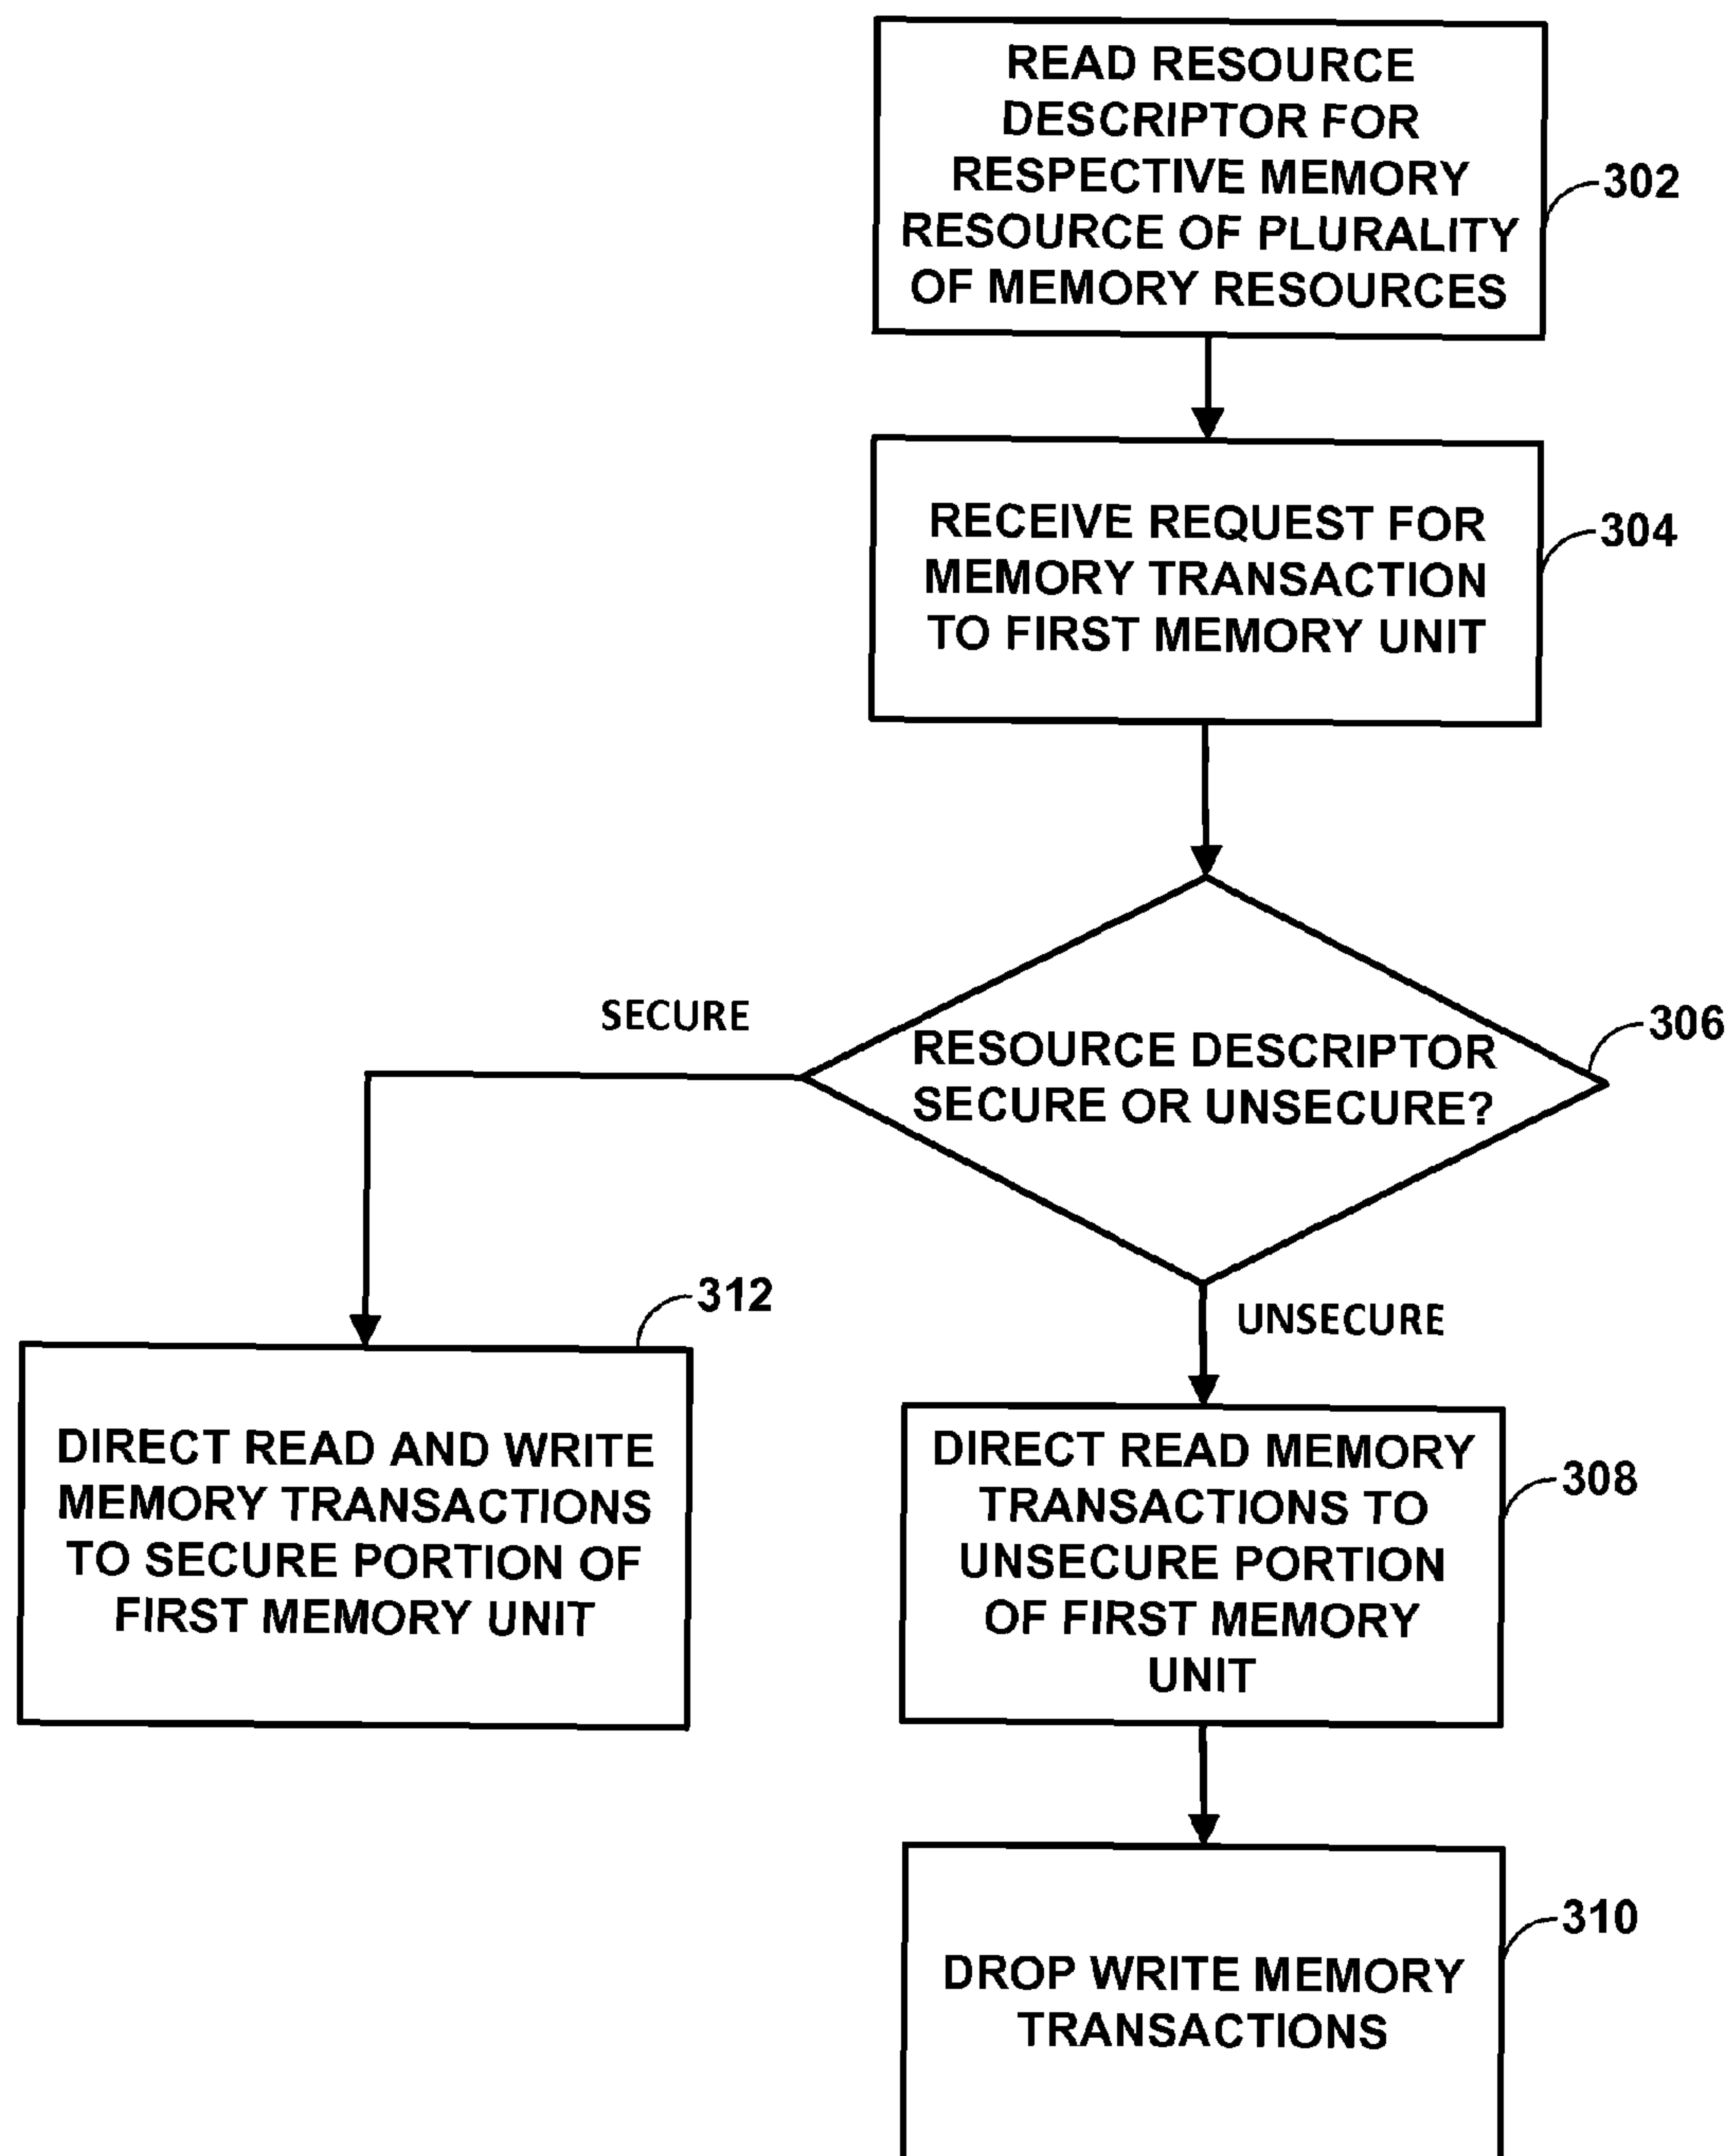 READ RESOURCE
DESCRIPTOR FOR
RESPECTIVE MEMORY
RESOURCE OF PLURALITY
OF MEMORY RESOURCES
302
RECEIVE REQUEST FOR
MEMORY TRANSACTION
TO FIRST MEMORY UNIT
304
SECURE
RESOURCE DESCRIPTOR
SECURE OR UNSECURE?
306
312
UNSECURE
DIRECT READ AND WRITE
MEMORY TRANSACTIONS
TO SECURE PORTION OF
FIRST MEMORY UNIT
DIRECT READ MEMORY
TRANSACTIONS TO
UNSECURE PORTION
OF FIRST MEMORY
UNIT
308
DROP WRITE MEMORY
TRANSACTIONS
310